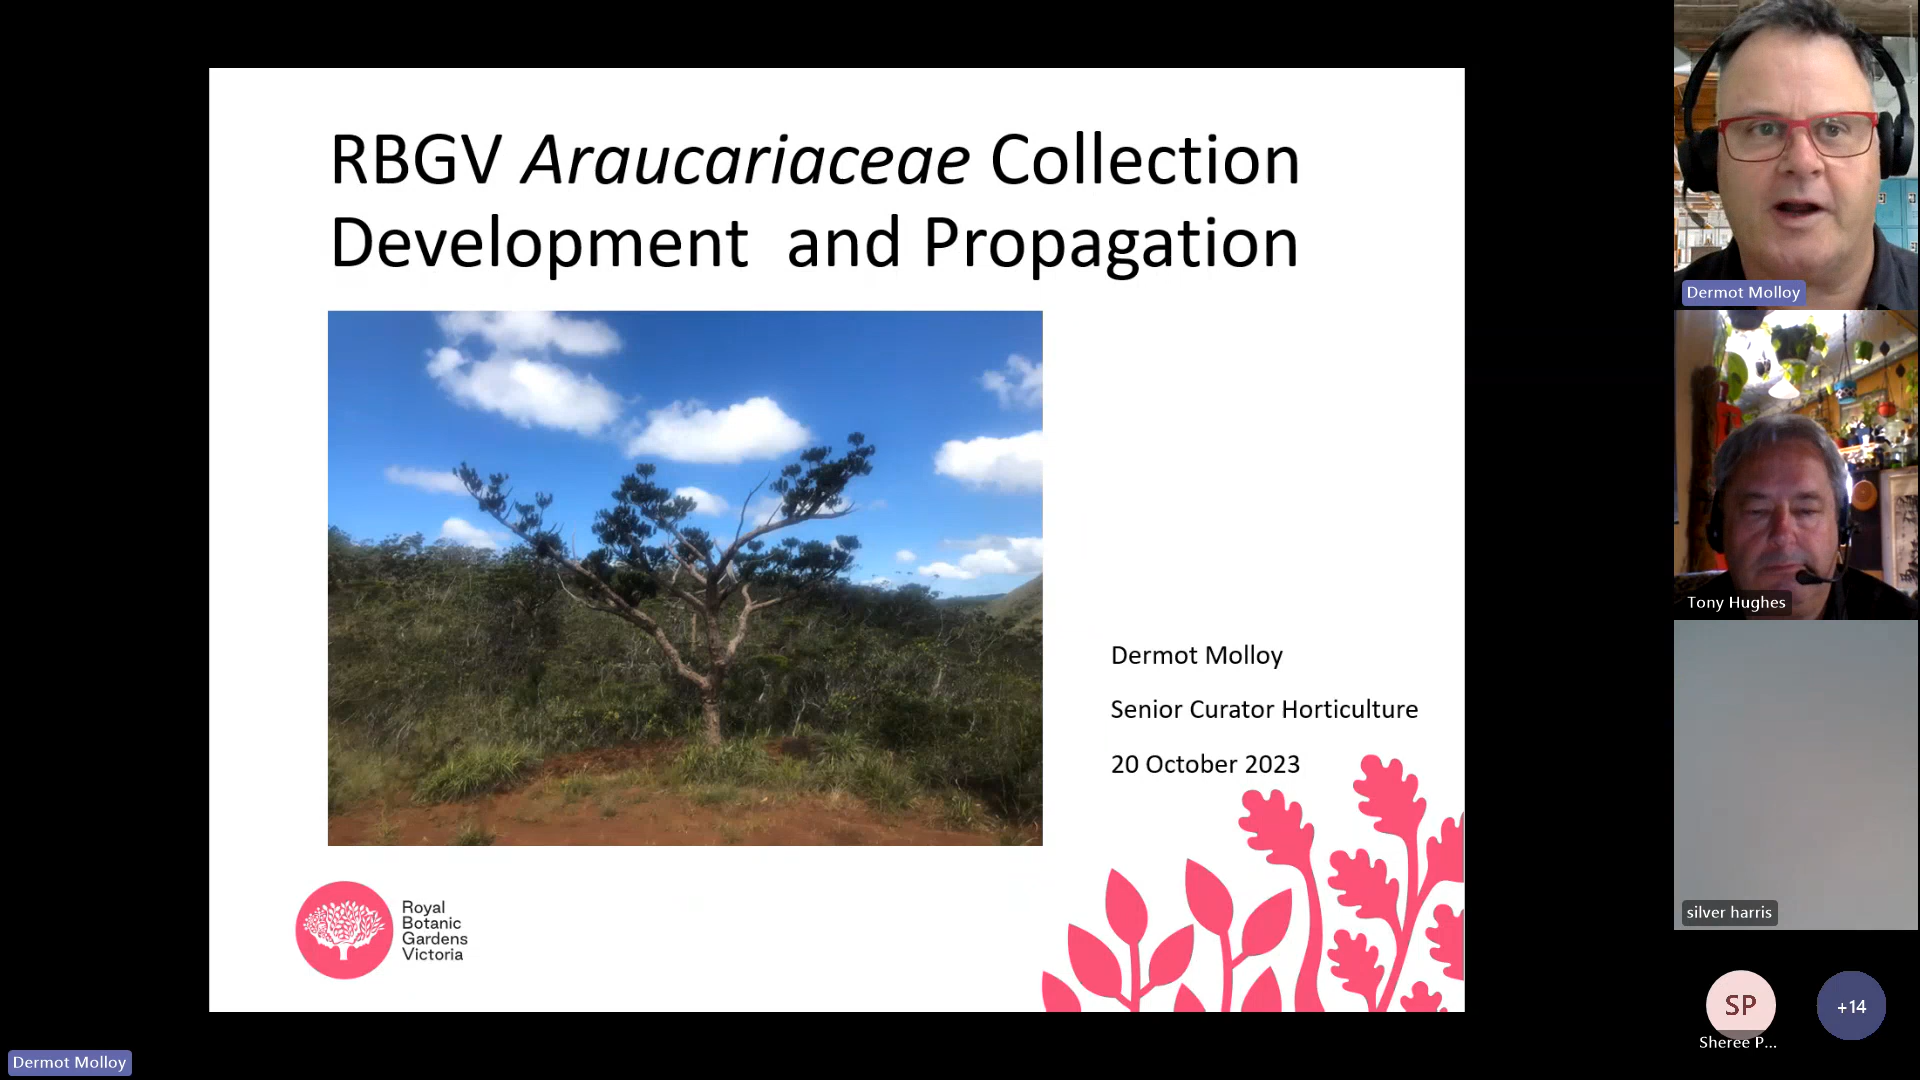 RBGV Araucariaceae Collection
Development and Propagation
Dermot Molloy
Senior Curator Horticulture
20 October 2023
Royal
Botanic
Gardens
Victoria
Dermot Molloy
Tony Hughes
silver harris
SP
Sheree P...
+14
Dermot Molloy